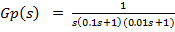 Gp(s) = 1 / s(0.1s+1)(0.01s+1)